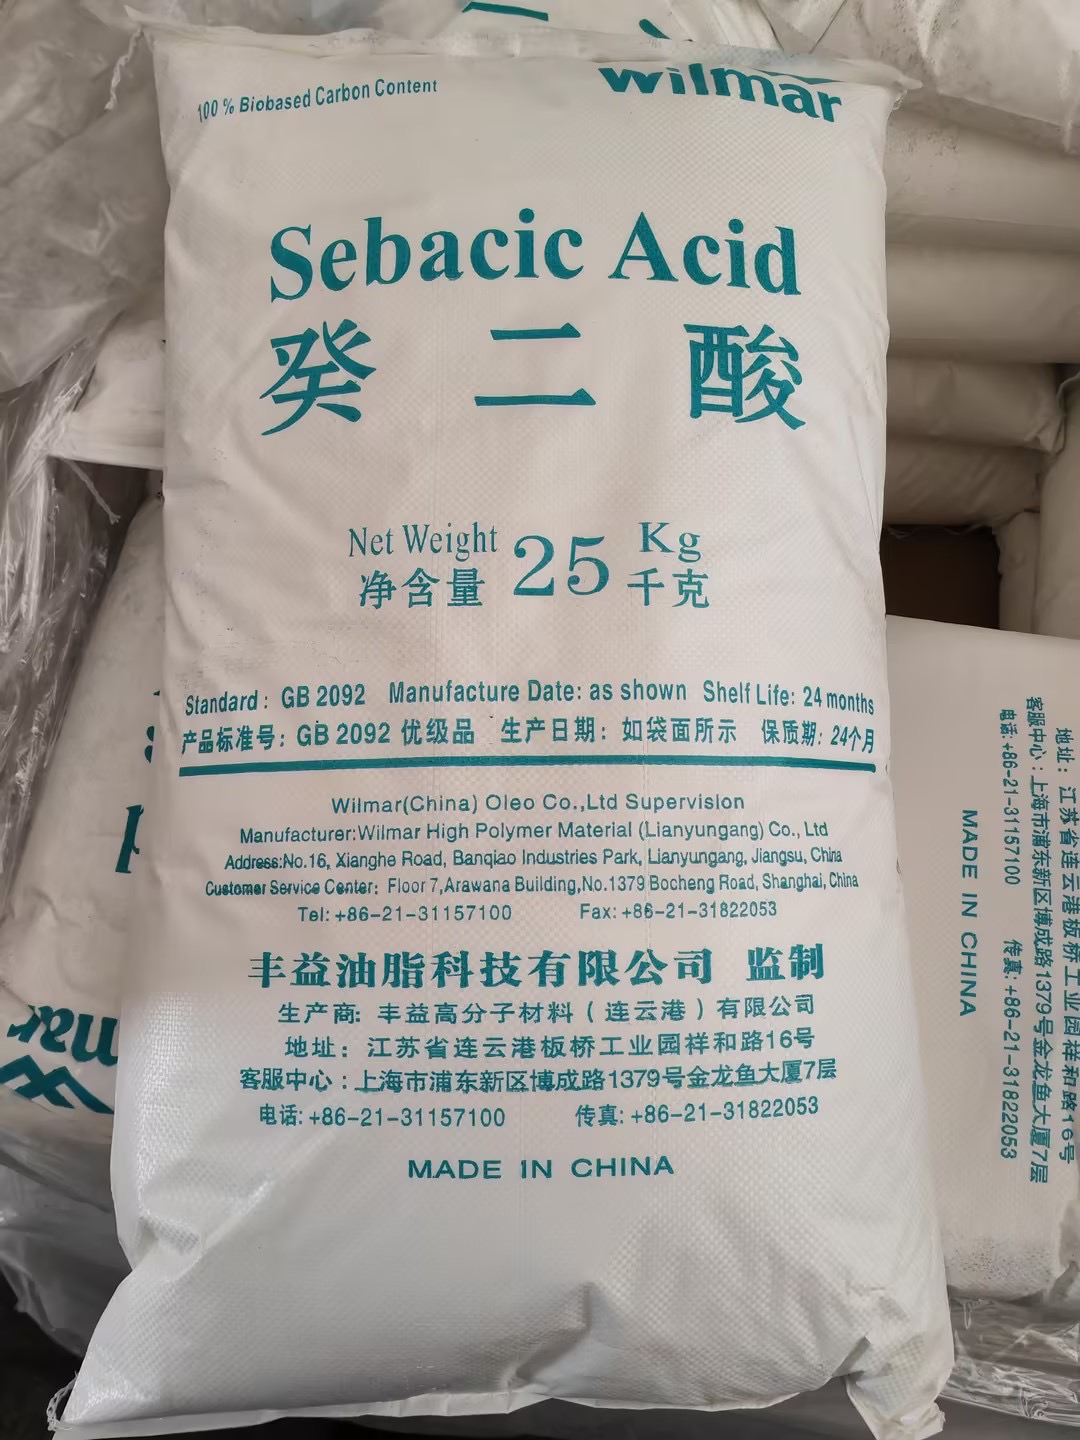 100 % Biobased Carbon Content
wilmar
Sebacic Acid
癸二酸
Net Weight 25 Kg
净含量 千克
Standard: GB 2092 Manufacture Date: as shown Shelf Life: 24 months
产品标准号: GB 2092 优级品 生产日期: 如袋面所示 保质期: 24个月
Wilmar(China) Oleo Co.,Ltd Supervision
Manufacturer:Wilmar High Polymer Material (Lianyungang) Co., Ltd
Address:No.16, Xianghe Road, Banqiao Industries Park, Lianyungang, Jiangsu, China
Customer Service Center: Floor 7,Arawana Building,No.1379 Bocheng Road, Shanghai, China
Tel: +86-21-31157100 Fax: +86-21-31822053
丰益油脂科技有限公司 监制
生产商: 丰益高分子材料(连云港)有限公司
地址: 江苏省连云港板桥工业园祥和路16号
客服中心: 上海市浦东新区博成路1379号金龙鱼大厦7层
电话: +86-21-31157100 传真: +86-21-31822053
MADE IN CHINA
地址: 江苏省连云港板桥工业园祥和路16号
客服中心: 上海市浦东新区博成路1379号金龙鱼大厦7层
电话: +86-21-31157100 传真: +86-21-31822053
MADE IN CHINA
mar